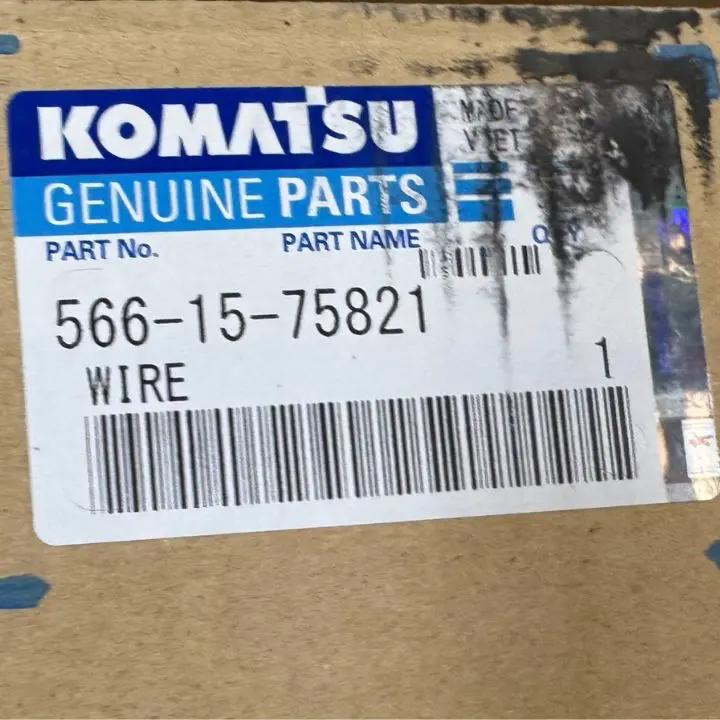 KOMATSU
GENUINE PARTS
PART No.
PART NAME
566-15-75821
WIRE
1